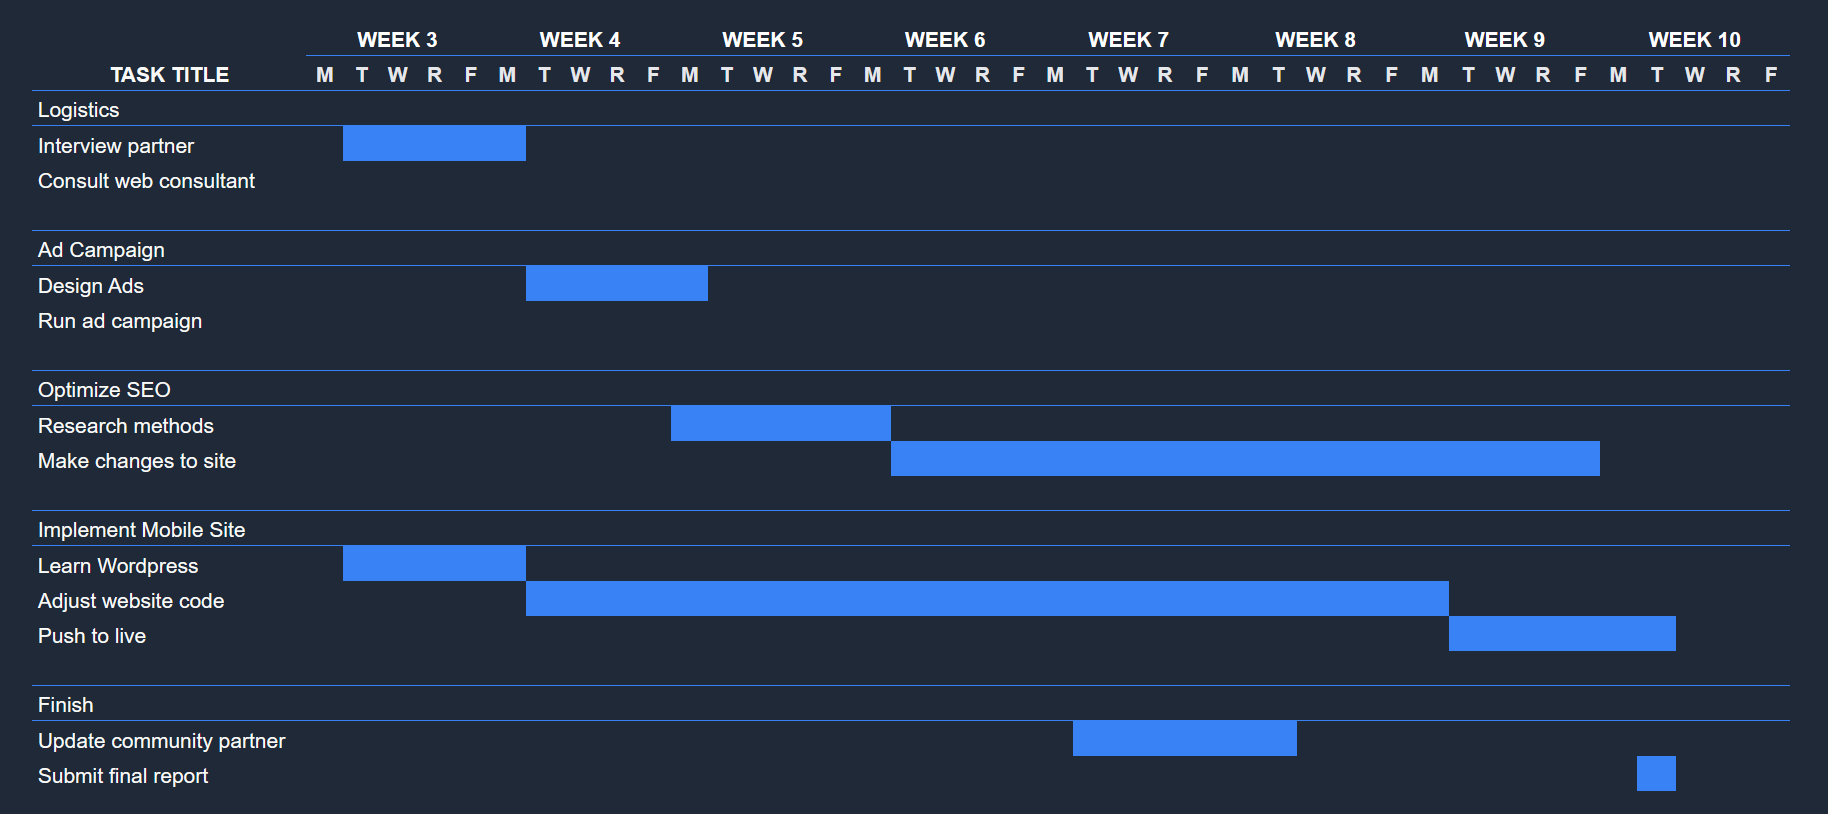 WEEK 3 WEEK 4 WEEK 5 WEEK 6 WEEK 7 WEEK 8 WEEK 9 WEEK 10
TASK TITLE M T W R F M T W R F M T W R F M T W R F M T W R F M T W R F M T W R F M T W R F
Logistics
Interview partner
Consult web consultant
Ad Campaign
Design Ads
Run ad campaign
Optimize SEO
Research methods
Make changes to site
Implement Mobile Site
Learn Wordpress
Adjust website code
Push to live
Finish
Update community partner
Submit final report